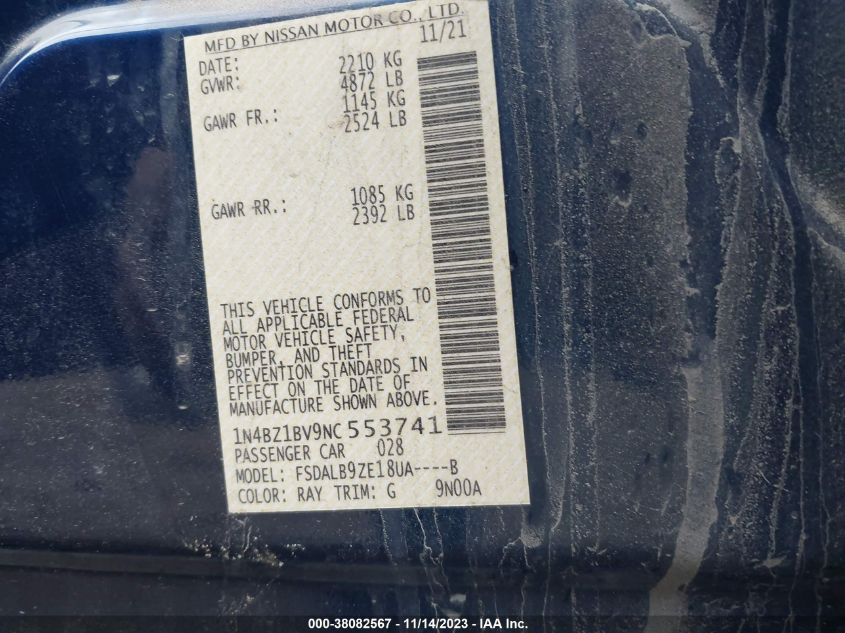 MFD BY NISSAN MOTOR CO., LTD.
DATE: 11/21
GVWR: 2210 KG
4872 LB
GAWR FR.: 1145 KG
2524 LB
GAWR RR.: 1085 KG
2392 LB
THIS VEHICLE CONFORMS TO
ALL APPLICABLE FEDERAL
MOTOR VEHICLE SAFETY,
BUMPER, AND THEFT
PREVENTION STANDARDS IN
EFFECT ON THE DATE OF
MANUFACTURE SHOWN ABOVE.
1N4BZ1BV9NC 553741
PASSENGER CAR 028
MODEL: FSDALB9ZE18UA----B
COLOR: RAY TRIM: G 9N00A
000-38082567 - 11/14/2023 - IAA Inc.